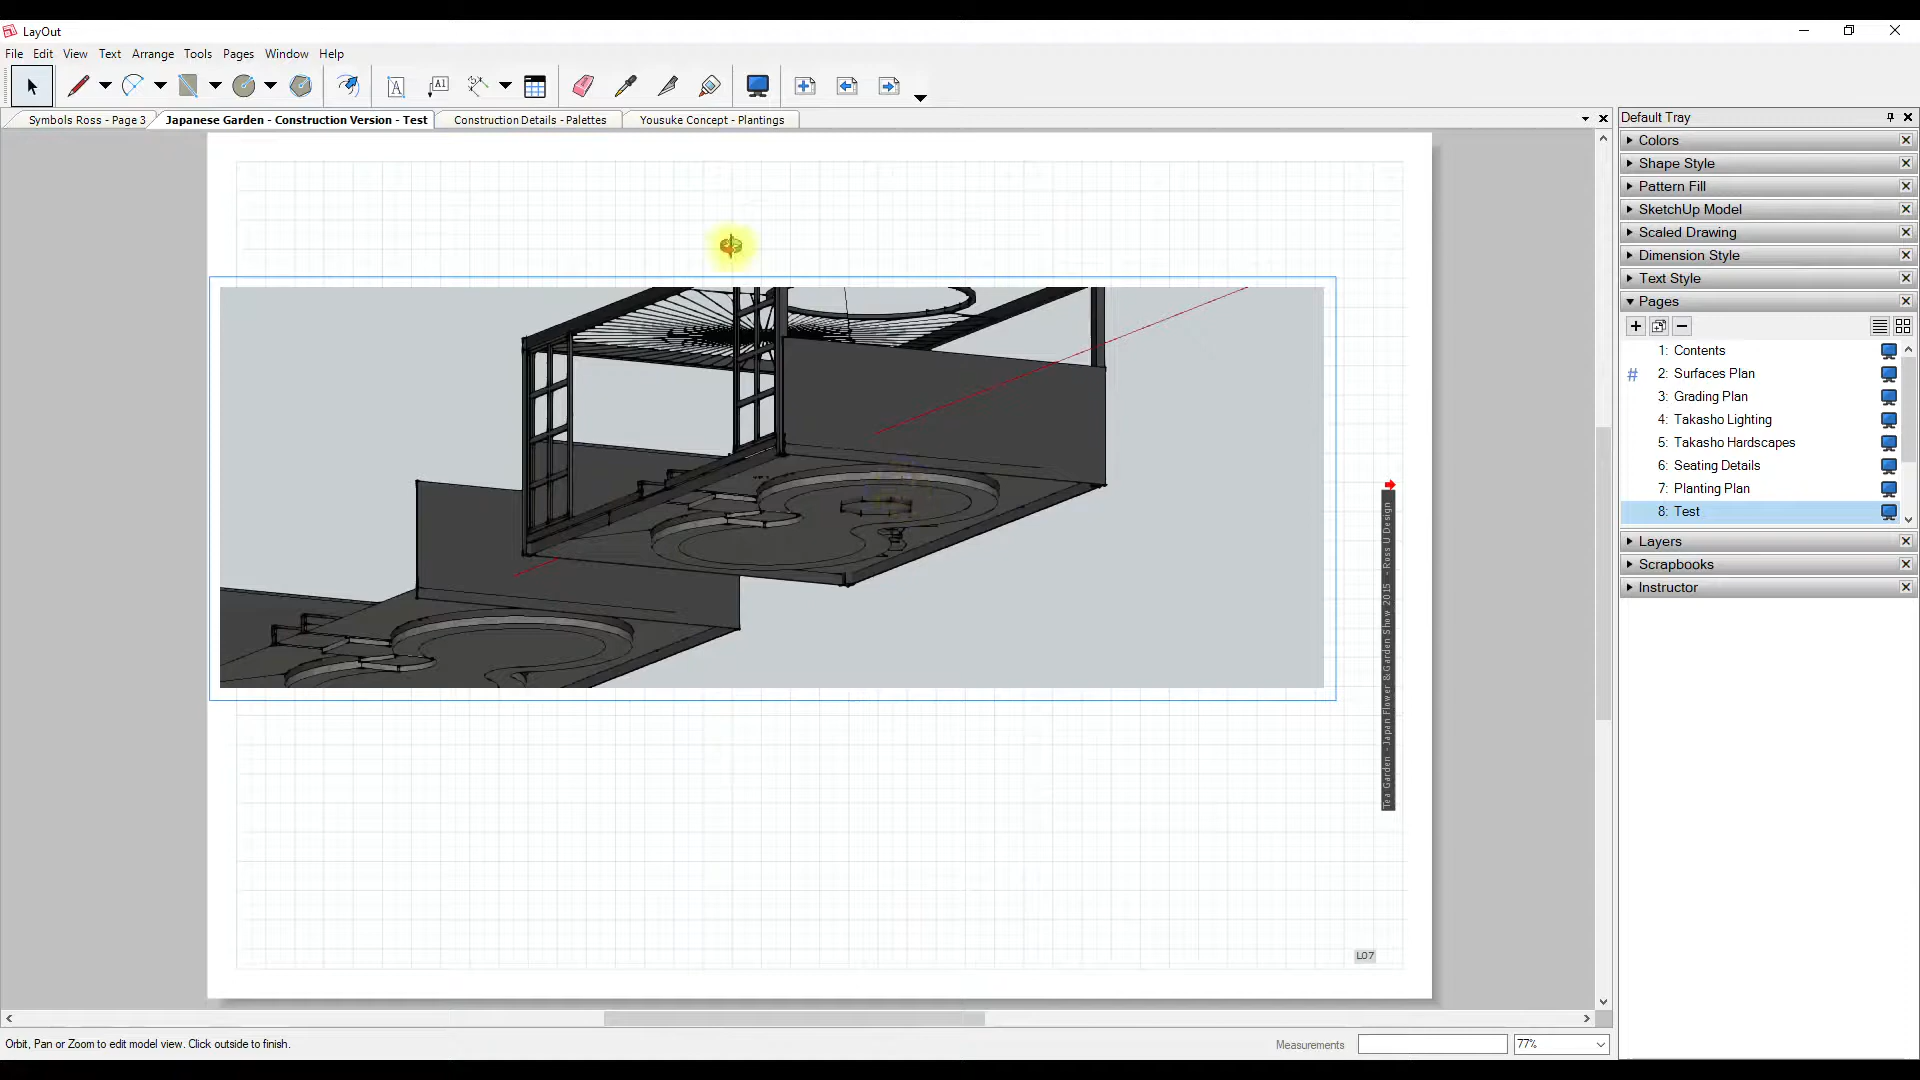 LayOut
File Edit View Text Arrange Tools Pages Window Help
A A1
Symbols Ross - Page 3 Japanese Garden - Construction Version - Test Construction Details - Palettes Yousuke Concept - Plantings
Default Tray
Colors
Shape Style
Pattern Fill
SketchUp Model
Scaled Drawing
Dimension Style
Text Style
Pages
1: Contents
# 2: Surfaces Plan
3: Grading Plan
4: Takasho Lighting
5: Takasho Hardscapes
6: Seating Details
7: Planting Plan
8: Test
Layers
Scrapbooks
Instructor
Tea Garden - Japan Flower & Garden Show 2015 - Ross U Design
L07
Orbit, Pan or Zoom to edit model view. Click outside to finish.
Measurements
77%